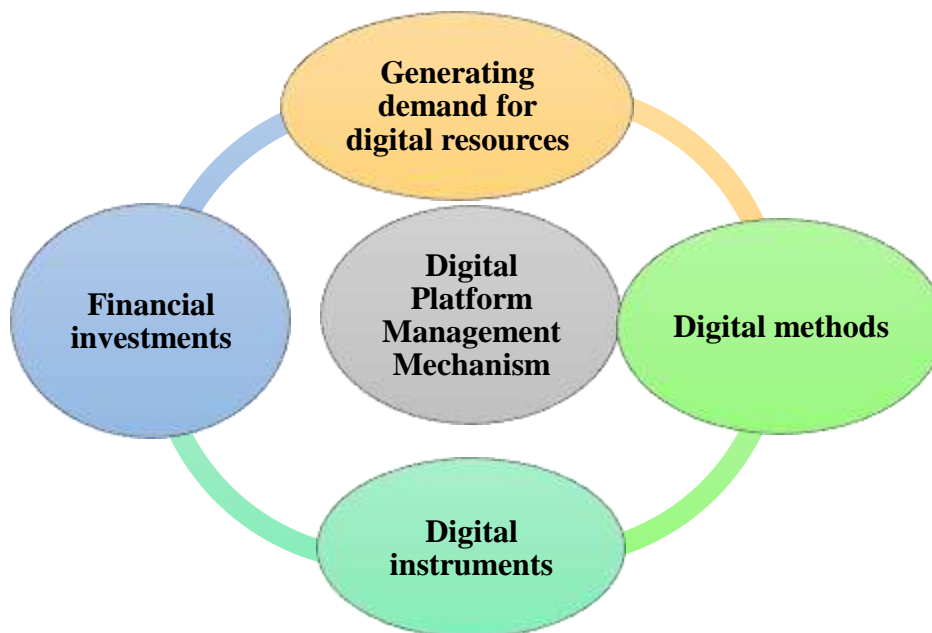 Generating
demand for
digital resources
Financial
investments
Digital
Platform
Management
Mechanism
Digital methods
Digital
instruments